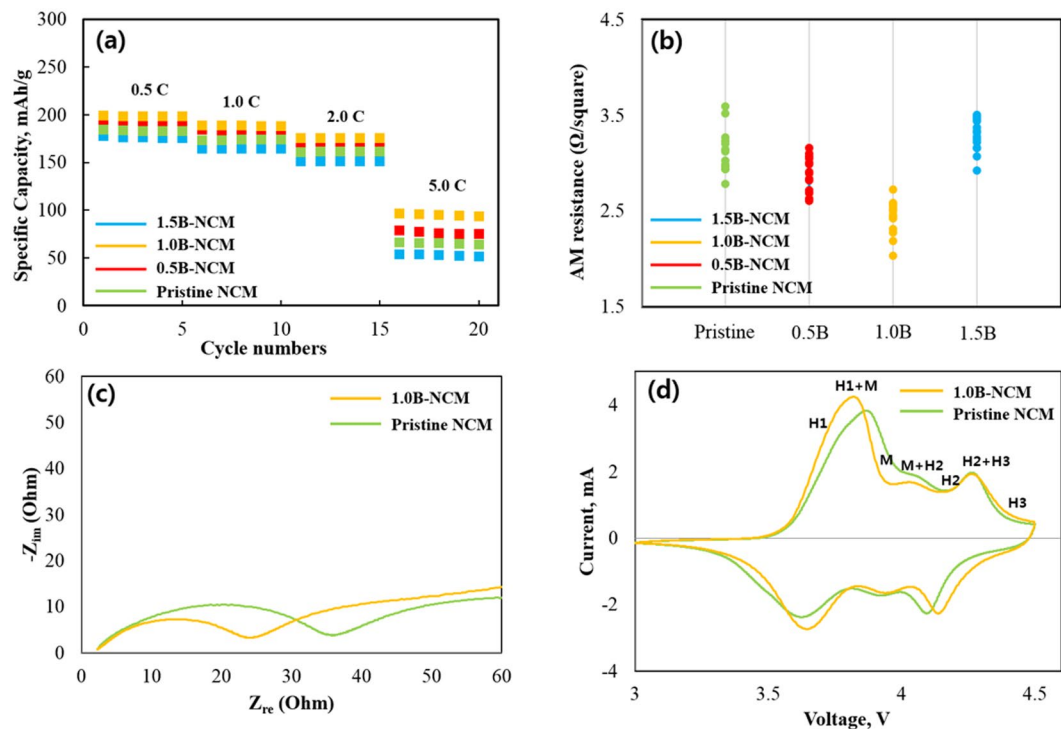 (a)
Specific Capacity, mAh/g
300
250
200
150
100
50
0
0.5 C
1.0 C
2.0 C
5.0 C
1.5B-NCM
1.0B-NCM
0.5B-NCM
Pristine NCM
0 5 10 15 20
Cycle numbers
(b)
AM resistance (Ω/square)
4.5
3.5
2.5
1.5
1.5B-NCM
1.0B-NCM
0.5B-NCM
Pristine NCM
Pristine 0.5B 1.0B 1.5B
(c)
-Zim (Ohm)
60
50
40
30
20
10
0
1.0B-NCM
Pristine NCM
0 10 20 30 40 50 60
Zre (Ohm)
(d)
Current, mA
4
2
0
-2
-4
H1+M
H1
M
M+H2
H2
H2+H3
H3
1.0B-NCM
Pristine NCM
3 3.5 4 4.5
Voltage, V